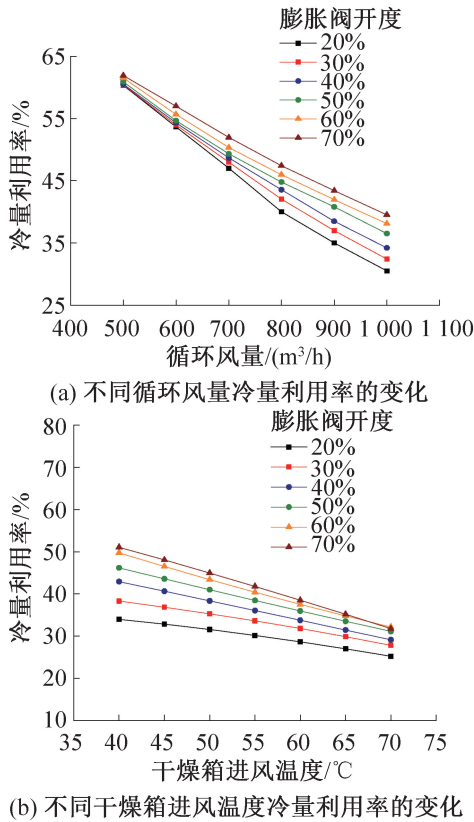 膨胀阀开度
20%
30%
40%
50%
60%
70%
65
55
45
35
25
冷量利用率/%
400 500 600 700 800 900 1 000 1 100
循环风量/(m³/h)
(a) 不同循环风量冷量利用率的变化
膨胀阀开度
20%
30%
40%
50%
60%
70%
80
70
60
50
40
30
20
10
冷量利用率/%
35 40 45 50 55 60 65 70 75
干燥箱进风温度/℃
(b) 不同干燥箱进风温度冷量利用率的变化